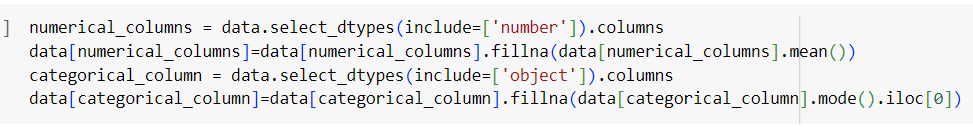 ] numerical_columns = data.select_dtypes(include=['number']).columns
data[numerical_columns]=data[numerical_columns].fillna(data[numerical_columns].mean())
categorical_column = data.select_dtypes(include=['object']).columns
data[categorical_column]=data[categorical_column].fillna(data[categorical_column].mode().iloc[0])